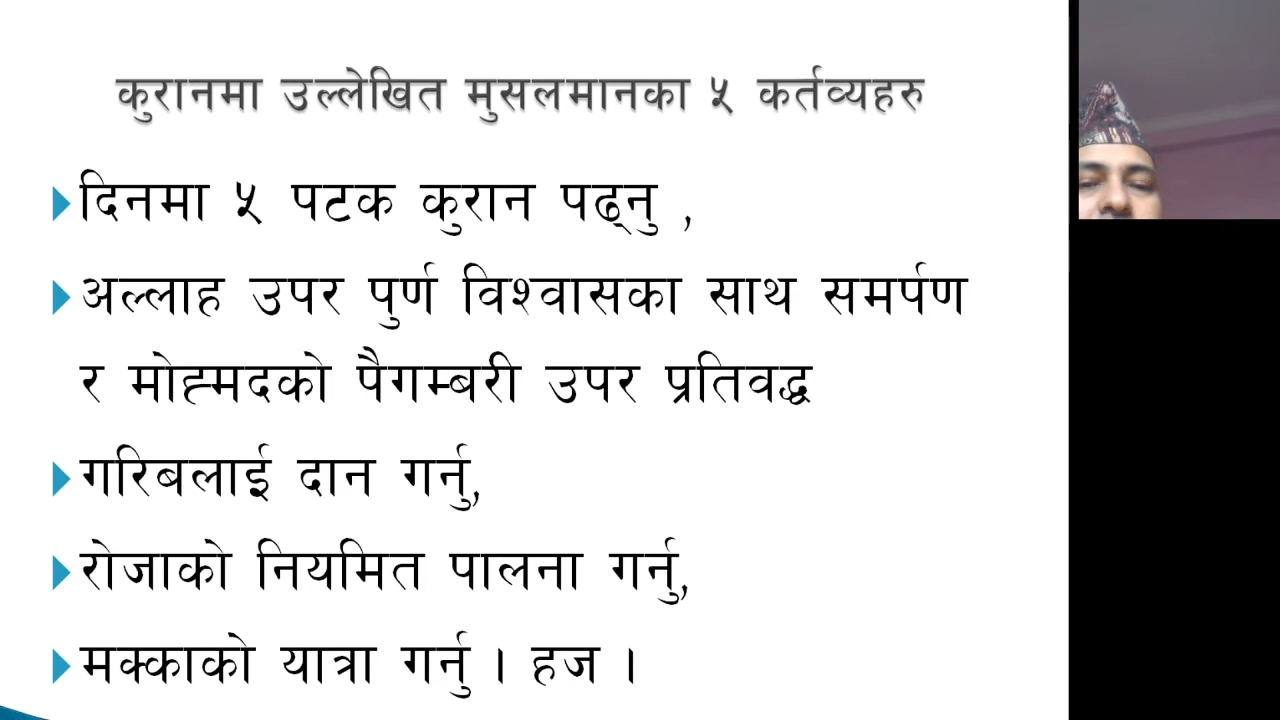 कुरानमा उल्लेखित मुसलमानका ५ कर्तव्यहरु
दिनमा ५ पटक कुरान पढ्नु ,
अल्लाह उपर पुर्ण विश्वासका साथ समर्पण
र मोह्मदको पैगम्बरी उपर प्रतिवद्ध
गरिबलाई दान गर्नु,
रोजाको नियमित पालना गर्नु,
मक्काको यात्रा गर्नु । हज ।